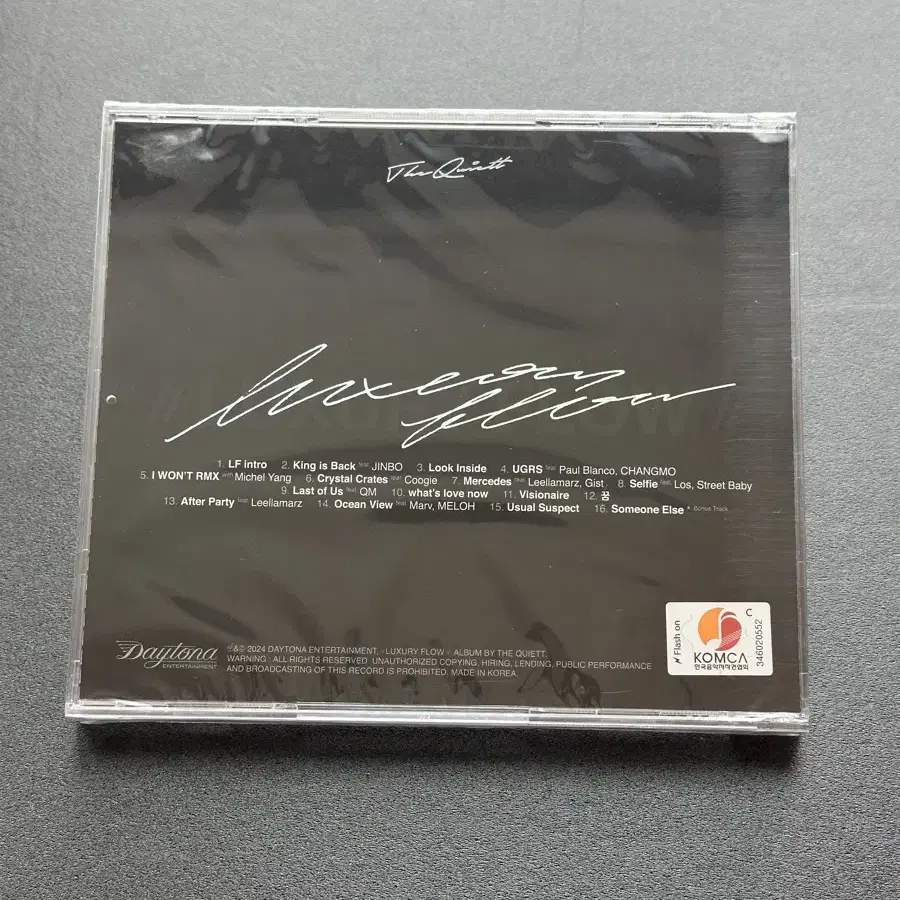 The Quiett
luxury flow
1. LF intro 2. King is Back feat. JINBO 3. Look Inside 4. UGRS feat. Paul Blanco, CHANGMO
5. I WON'T RMX with Michel Yang 6. Crystal Crates feat. Coogie 7. Mercedes feat. Leellamarz, Gist 8. Selfie feat. Los, Street Baby
9. Last of Us feat. QM 10. what's love now 11. Visionaire 12. 꿈
13. After Party feat. Leellamarz 14. Ocean View feat. Marv, MELOH 15. Usual Suspect 16. Someone Else * Bonus Track
Daytona
ENTERTAINMENT
℗&© 2024 DAYTONA ENTERTAINMENT, <LUXURY FLOW> ALBUM BY THE QUIETT.
WARNING : ALL RIGHTS RESERVED. UNAUTHORIZED COPYING, HIRING, LENDING, PUBLIC PERFORMANCE
AND BROADCASTING OF THIS RECORD IS PROHIBITED. MADE IN KOREA.
Flash on
KOMCA
한국음악저작권협회
C
346020552